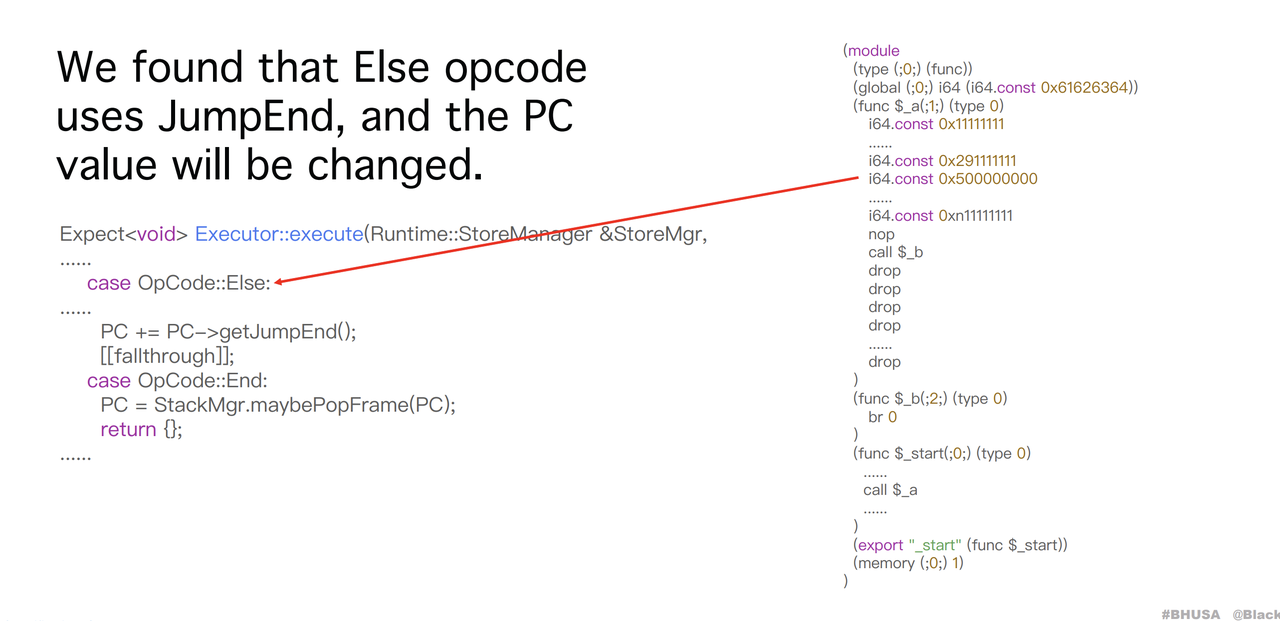 We found that Else opcode
uses JumpEnd, and the PC
value will be changed.
Expect<void> Executor::execute(Runtime::StoreManager &StoreMgr,
......
case OpCode::Else:
......
PC += PC->getJumpEnd();
[[fallthrough]];
case OpCode::End:
PC = StackMgr.maybePopFrame(PC);
return {};
......
(module
(type (;0;) (func))
(global (;0;) i64 (i64.const 0x61626364))
(func $_a(;1;) (type 0)
i64.const 0x11111111
......
i64.const 0x291111111
i64.const 0x500000000
......
i64.const 0xn11111111
nop
call $_b
drop
drop
drop
drop
......
drop
)
(func $_b(;2;) (type 0)
br 0
)
(func $_start(;0;) (type 0)
......
call $_a
......
)
(export "_start" (func $_start))
(memory (;0;) 1)
)
#BHUSA @Black